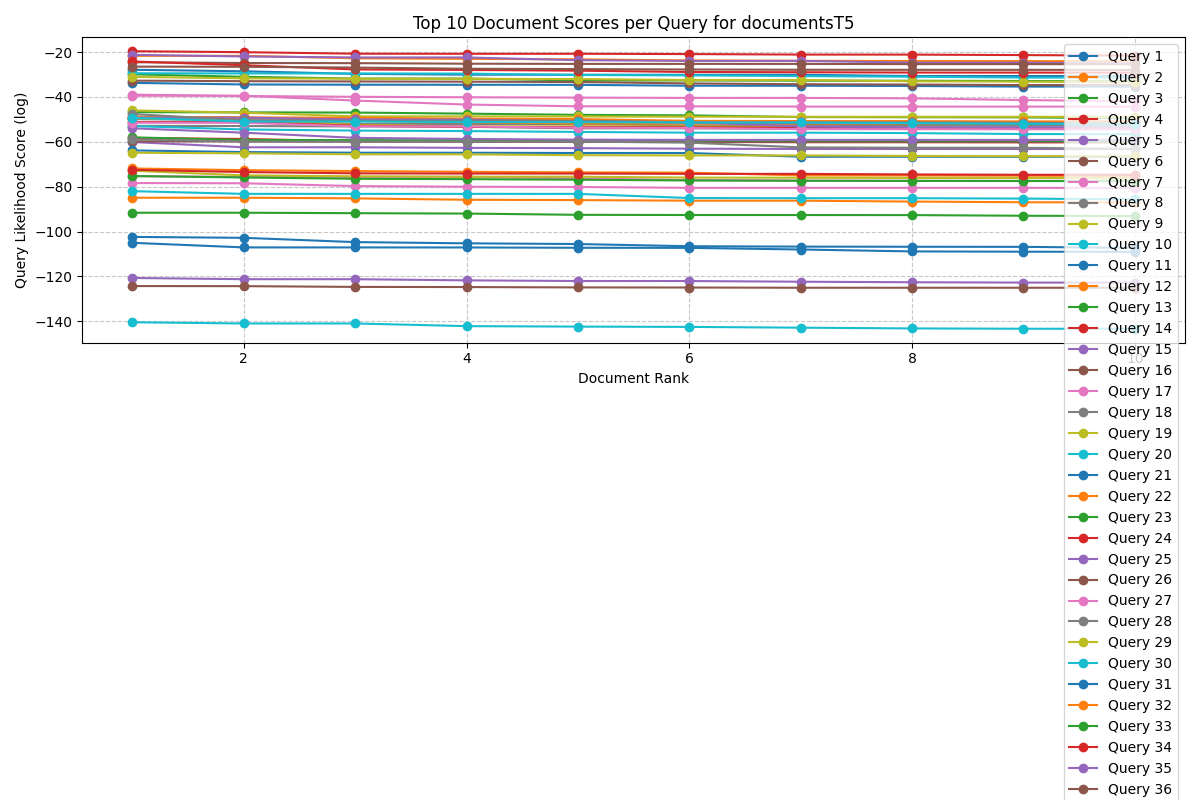 Top 10 Document Scores per Query for documentsT5
Query Likelihood Score (log)
−20
−40
−60
−80
−100
−120
−140
2
4
6
8
10
Document Rank
Query 1
Query 2
Query 3
Query 4
Query 5
Query 6
Query 7
Query 8
Query 9
Query 10
Query 11
Query 12
Query 13
Query 14
Query 15
Query 16
Query 17
Query 18
Query 19
Query 20
Query 21
Query 22
Query 23
Query 24
Query 25
Query 26
Query 27
Query 28
Query 29
Query 30
Query 31
Query 32
Query 33
Query 34
Query 35
Query 36